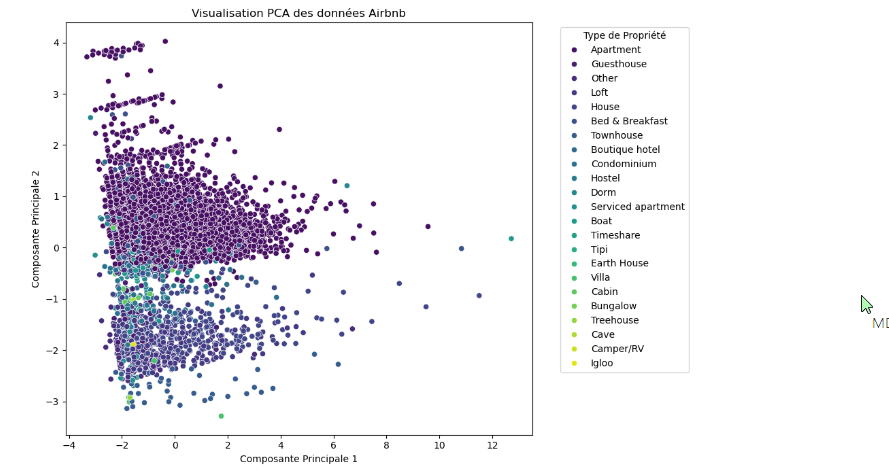 Visualisation PCA des données Airbnb
Composante Principale 2
4
3
2
1
0
−1
−2
−3
−4
−2
0
2
4
6
8
10
12
Composante Principale 1
Type de Propriété
Apartment
Guesthouse
Other
Loft
House
Bed & Breakfast
Townhouse
Boutique hotel
Condominium
Hostel
Dorm
Serviced apartment
Boat
Timeshare
Tipi
Earth House
Villa
Cabin
Bungalow
Treehouse
Cave
Camper/RV
Igloo